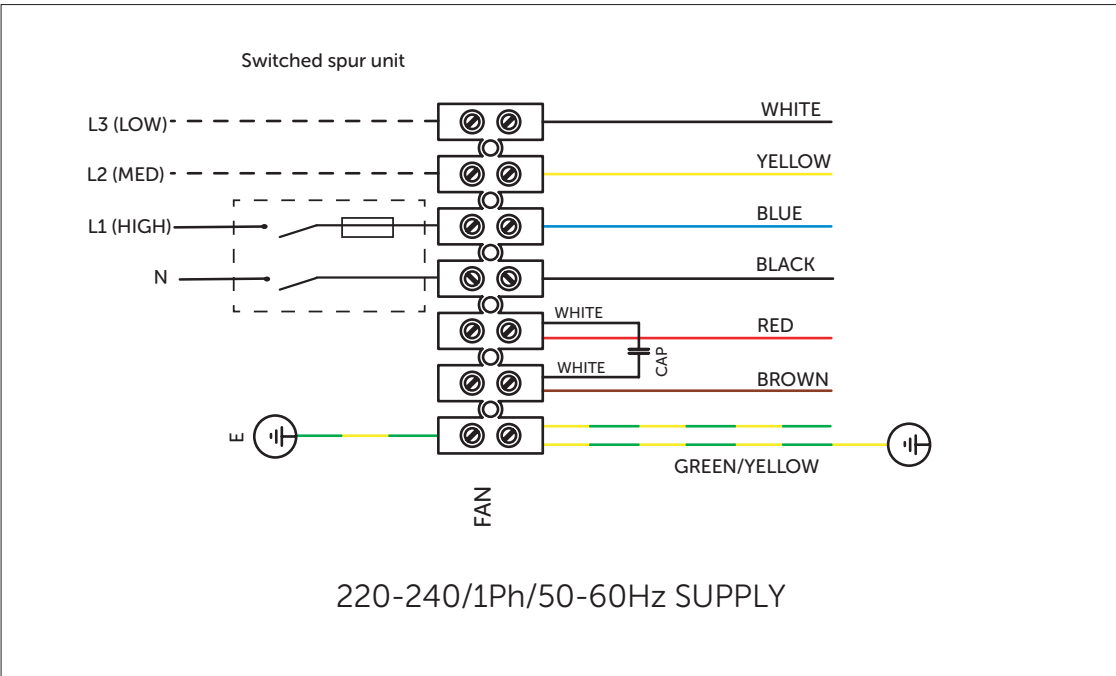 Switched spur unit
L3 (LOW)
WHITE
L2 (MED)
YELLOW
L1 (HIGH)
BLUE
N
BLACK
WHITE
RED
CAP
WHITE
BROWN
E
GREEN/YELLOW
FAN
220-240/1Ph/50-60Hz SUPPLY